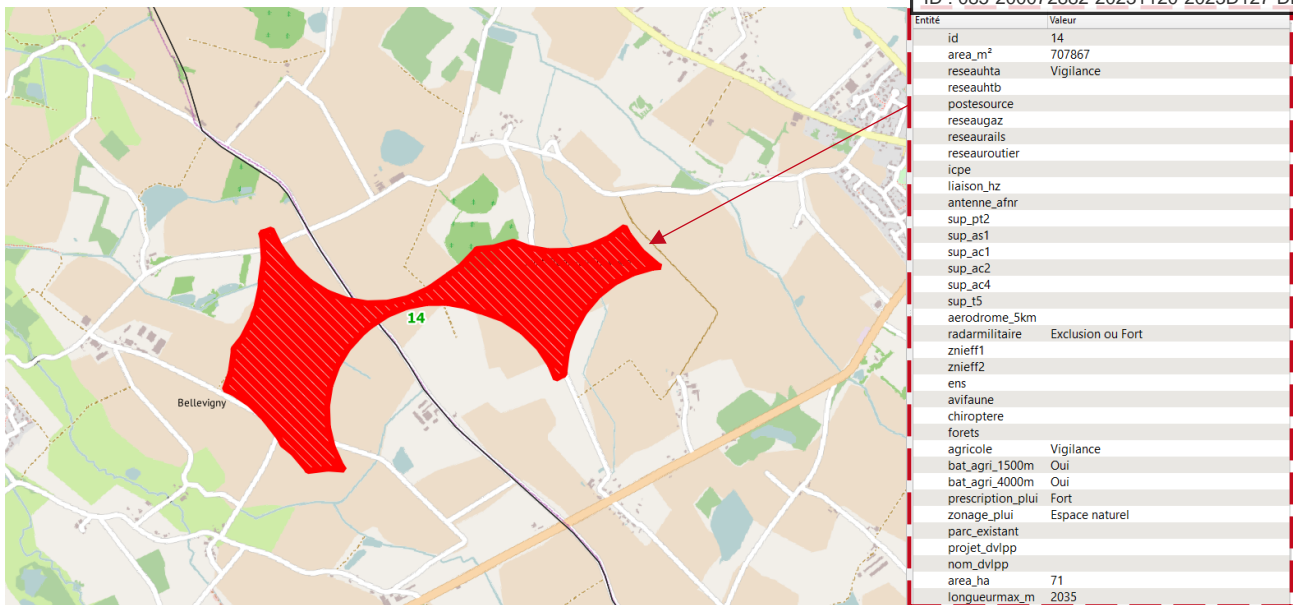 Entité Valeur
id 14
area_m² 707867
reseauhta Vigilance
reseauhtb
postesource
reseaugaz
reseaurails
reseauroutier
icpe
liaison_hz
antenne_afnr
sup_pt2
sup_as1
sup_ac1
sup_ac2
sup_ac4
sup_t5
aerodrome_5km
radarmilitaire Exclusion ou Fort
znieff1
znieff2
ens
avifaune
chiroptere
forets
agricole Vigilance
bat_agri_1500m Oui
bat_agri_4000m Oui
prescription_plui Fort
zonage_plui Espace naturel
parc_existant
projet_dvlpp
nom_dvlpp
area_ha 71
longueurmax_m 2035
14
Bellevigny